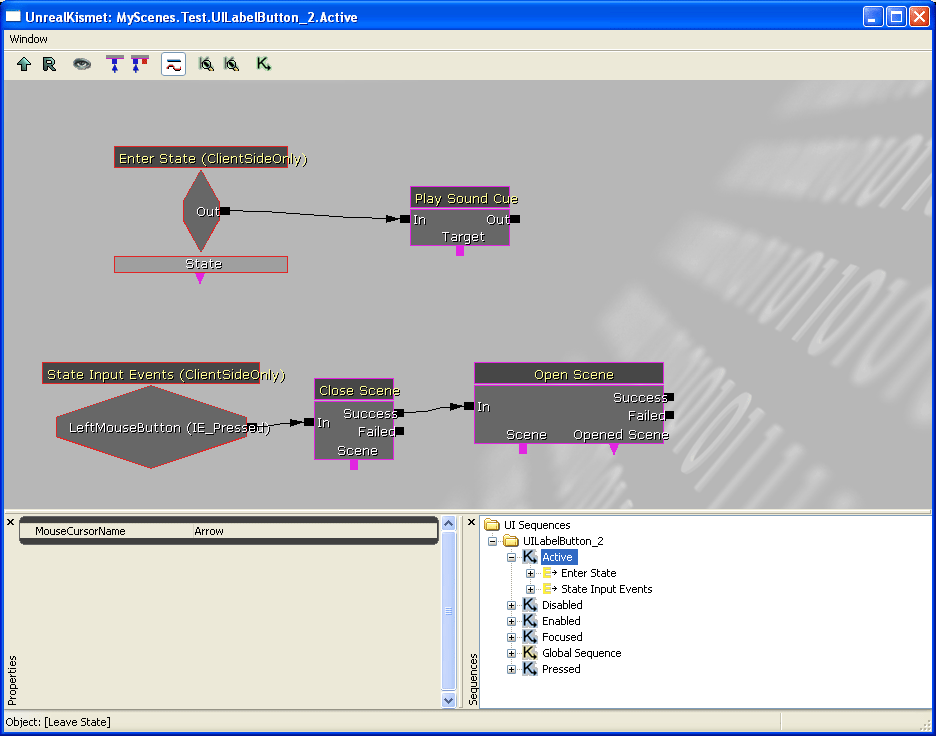 UnrealKismet: MyScenes.Test.UILabelButton_2.Active
Window
Enter State (ClientSideOnly)
Out
State
Play Sound Cue
In Out
Target
State Input Events (ClientSideOnly)
LeftMouseButton (IE_Pressed)
Close Scene
Success
In
Failed
Scene
Open Scene
Success
In
Failed
Scene Opened Scene
MouseCursorName Arrow
Properties
Sequences
UI Sequences
UILabelButton_2
Active
Enter State
State Input Events
Disabled
Enabled
Focused
Global Sequence
Pressed
Object: [Leave State]